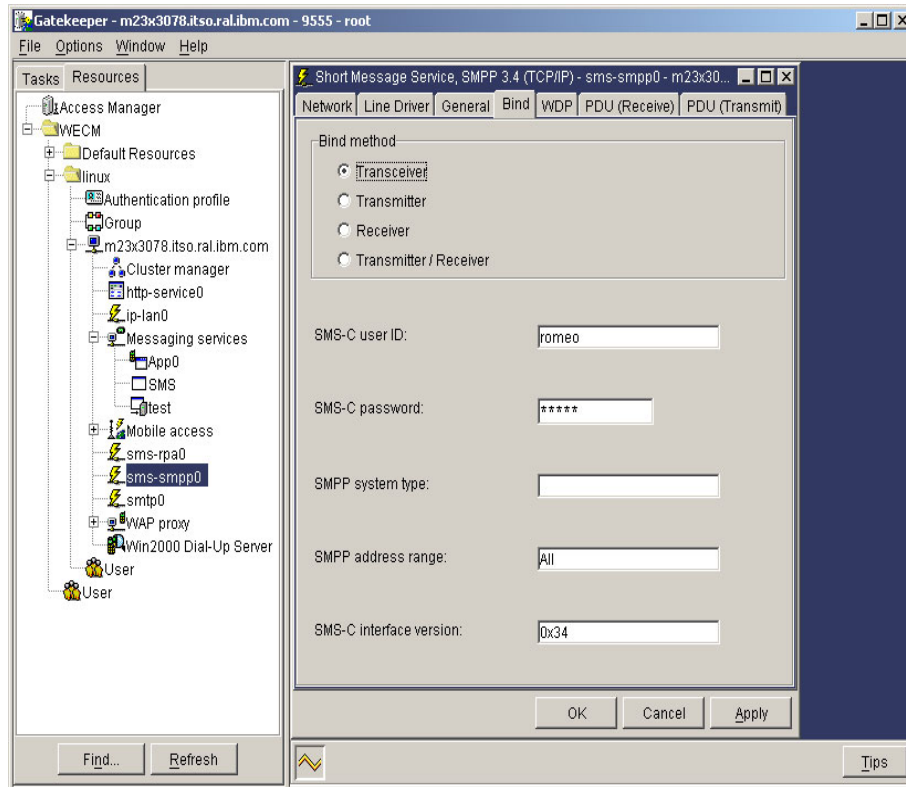 Gatekeeper - m23x3078.itso.ral.ibm.com - 9555 - root
File Options Window Help
Tasks Resources
Access Manager
WECM
Default Resources
linux
Authentication profile
Group
m23x3078.itso.ral.ibm.com
Cluster manager
http-service0
ip-lan0
Messaging services
App0
SMS
test
Mobile access
sms-rpa0
sms-smpp0
smtp0
WAP proxy
Win2000 Dial-Up Server
User
User
Find... Refresh
Short Message Service, SMPP 3.4 (TCP/IP) - sms-smpp0 - m23x30...
Network Line Driver General Bind WDP PDU (Receive) PDU (Transmit)
Bind method
Transceiver
Transmitter
Receiver
Transmitter / Receiver
SMS-C user ID: romeo
SMS-C password: *****
SMPP system type:
SMPP address range: All
SMS-C interface version: 0x34
OK Cancel Apply
Tips